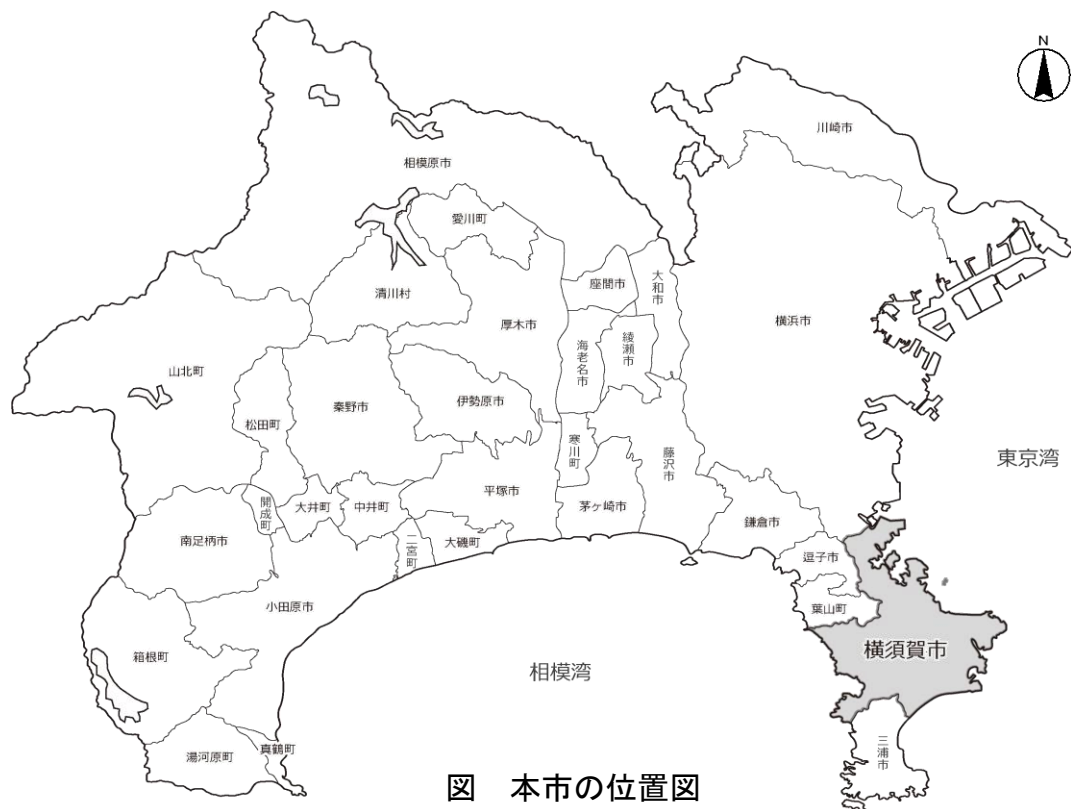 N
川崎市
相模原市
愛川町
座間市
大和市
清川村
横浜市
厚木市
綾瀬市
海老名市
山北町
秦野市
伊勢原市
松田町
寒川町
藤沢市
東京湾
開成町
大井町
中井町
平塚市
茅ヶ崎市
鎌倉市
南足柄市
二宮町
大磯町
逗子市
小田原市
葉山町
箱根町
横須賀市
相模湾
湯河原町
真鶴町
三浦市
図　本市の位置図